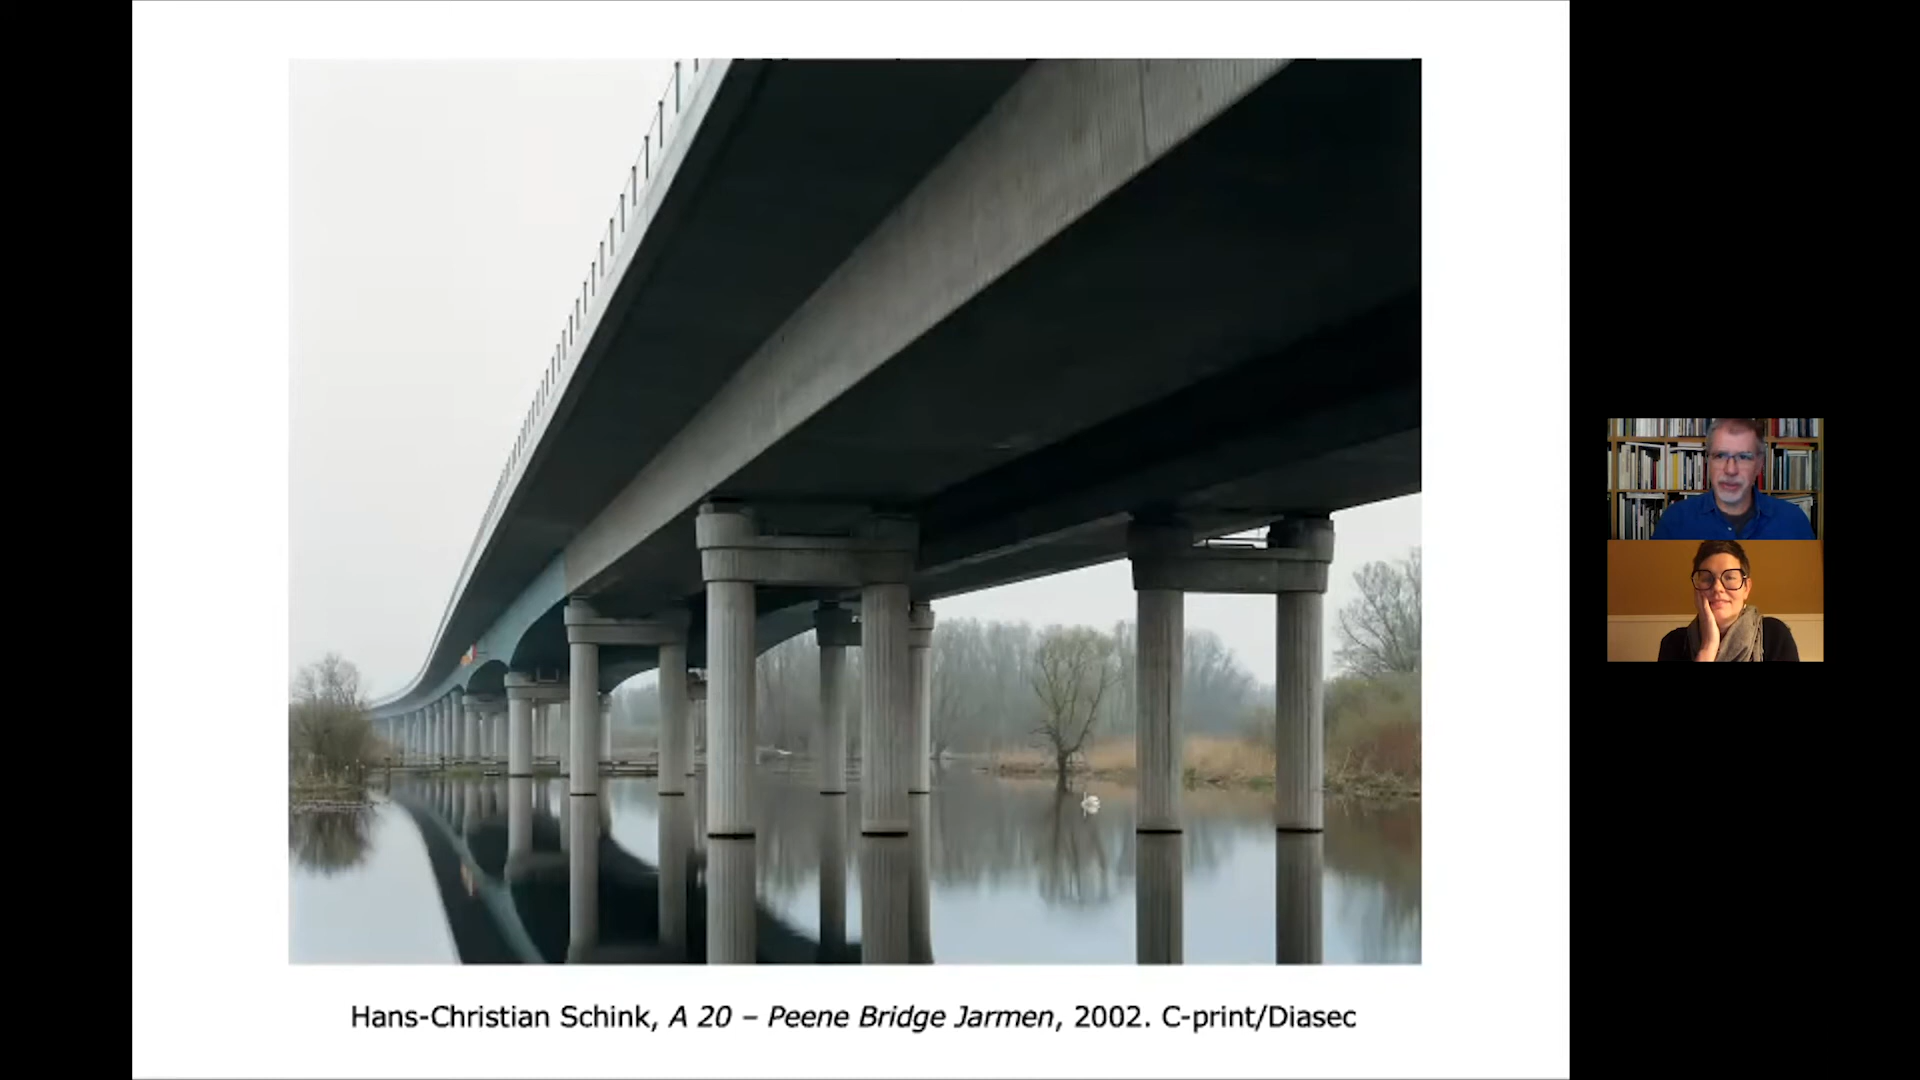 Hans-Christian Schink, A 20 – Peene Bridge Jarmen, 2002. C-print/Diasec